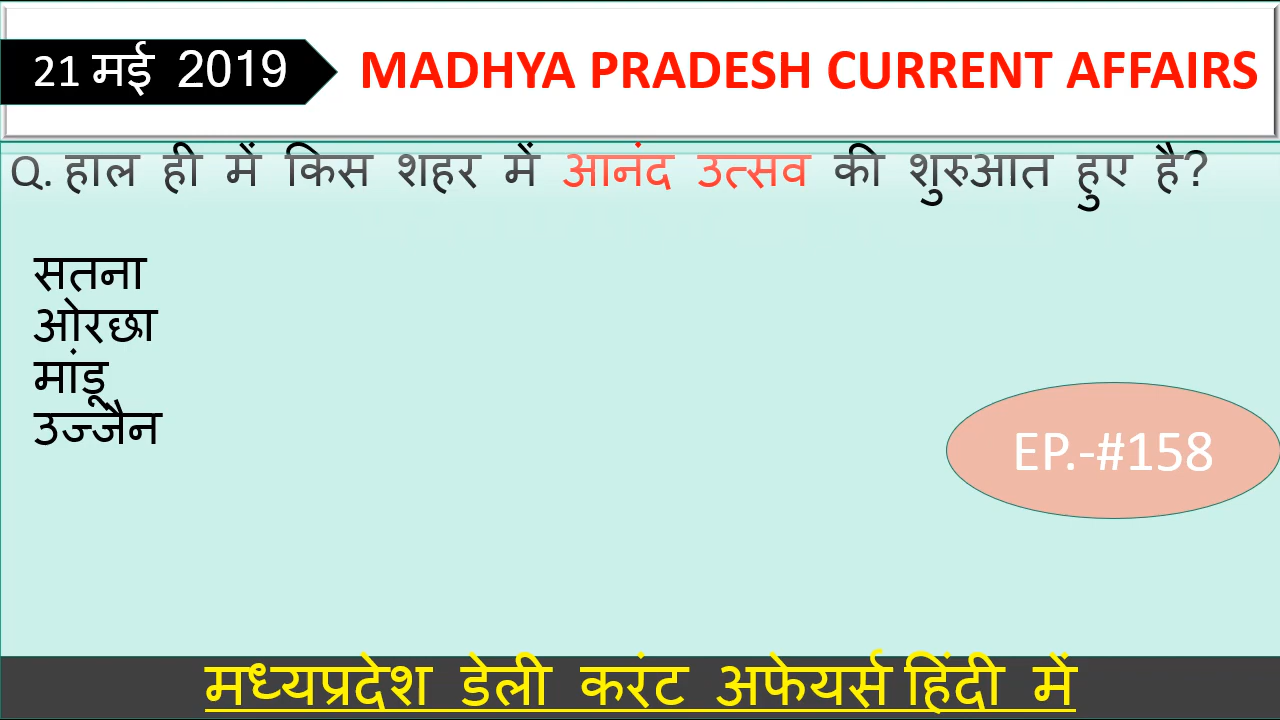 21 मई 2019
MADHYA PRADESH CURRENT AFFAIRS
Q. हाल ही में किस शहर में आनंद उत्सव की शुरुआत हुए है?
सतना
ओरछा
मांडू
उज्जैन
EP.-#158
मध्यप्रदेश डेली करंट अफेयर्स हिंदी में